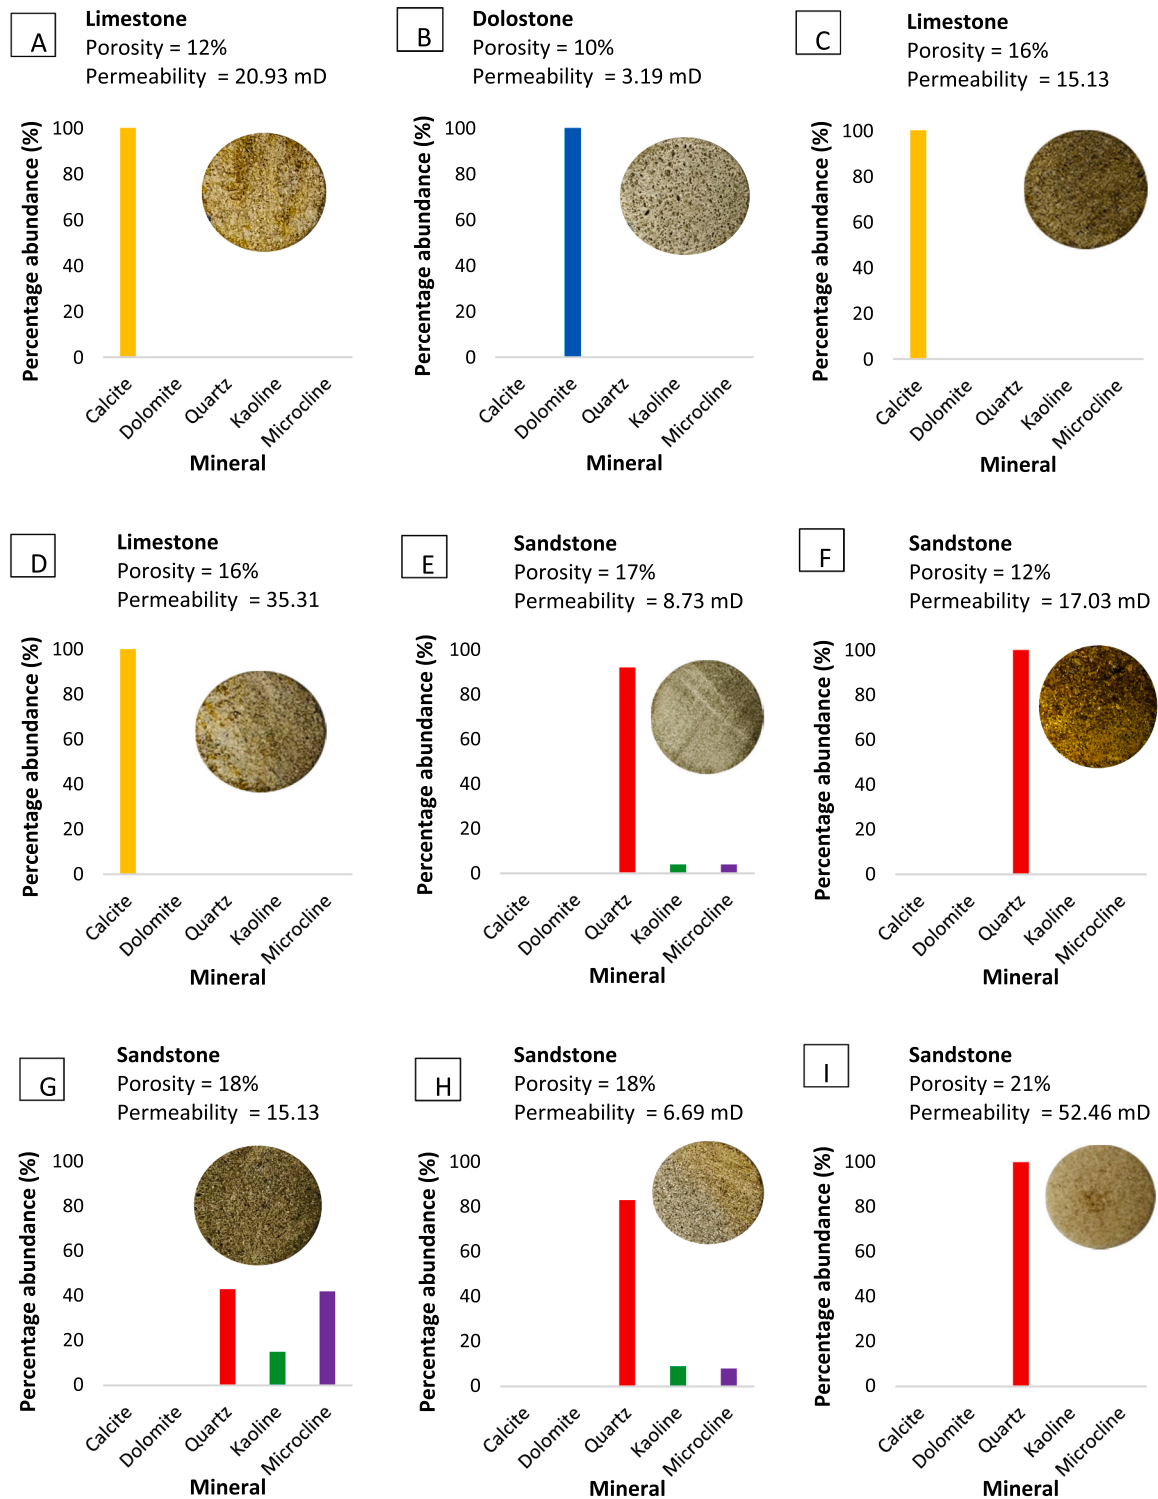 A
Limestone
Porosity = 12%
Permeability = 20.93 mD
Percentage abundance (%)
100
80
60
40
20
0
Calcite
Dolomite
Quartz
Kaoline
Microcline
Mineral
B
Dolostone
Porosity = 10%
Permeability = 3.19 mD
Percentage abundance (%)
100
80
60
40
20
0
Calcite
Dolomite
Quartz
Kaoline
Microcline
Mineral
C
Limestone
Porosity = 16%
Permeability = 15.13
Percentage abundance (%)
100
80
60
40
20
0
Calcite
Dolomite
Quartz
Kaoline
Microcline
Mineral
D
Limestone
Porosity = 16%
Permeability = 35.31
Percentage abundance (%)
100
80
60
40
20
0
Calcite
Dolomite
Quartz
Kaoline
Microcline
Mineral
E
Sandstone
Porosity = 17%
Permeability = 8.73 mD
Percentage abundance (%)
100
80
60
40
20
0
Calcite
Dolomite
Quartz
Kaoline
Microcline
Mineral
F
Sandstone
Porosity = 12%
Permeability = 17.03 mD
Percentage abundance (%)
100
80
60
40
20
0
Calcite
Dolomite
Quartz
Kaoline
Microcline
Mineral
G
Sandstone
Porosity = 18%
Permeability = 15.13
Percentage abundance (%)
100
80
60
40
20
0
Calcite
Dolomite
Quartz
Kaoline
Microcline
Mineral
H
Sandstone
Porosity = 18%
Permeability = 6.69 mD
Percentage abundance (%)
100
80
60
40
20
0
Calcite
Dolomite
Quartz
Kaoline
Microcline
Mineral
I
Sandstone
Porosity = 21%
Permeability = 52.46 mD
Percentage abundance (%)
100
80
60
40
20
0
Calcite
Dolomite
Quartz
Kaoline
Microcline
Mineral